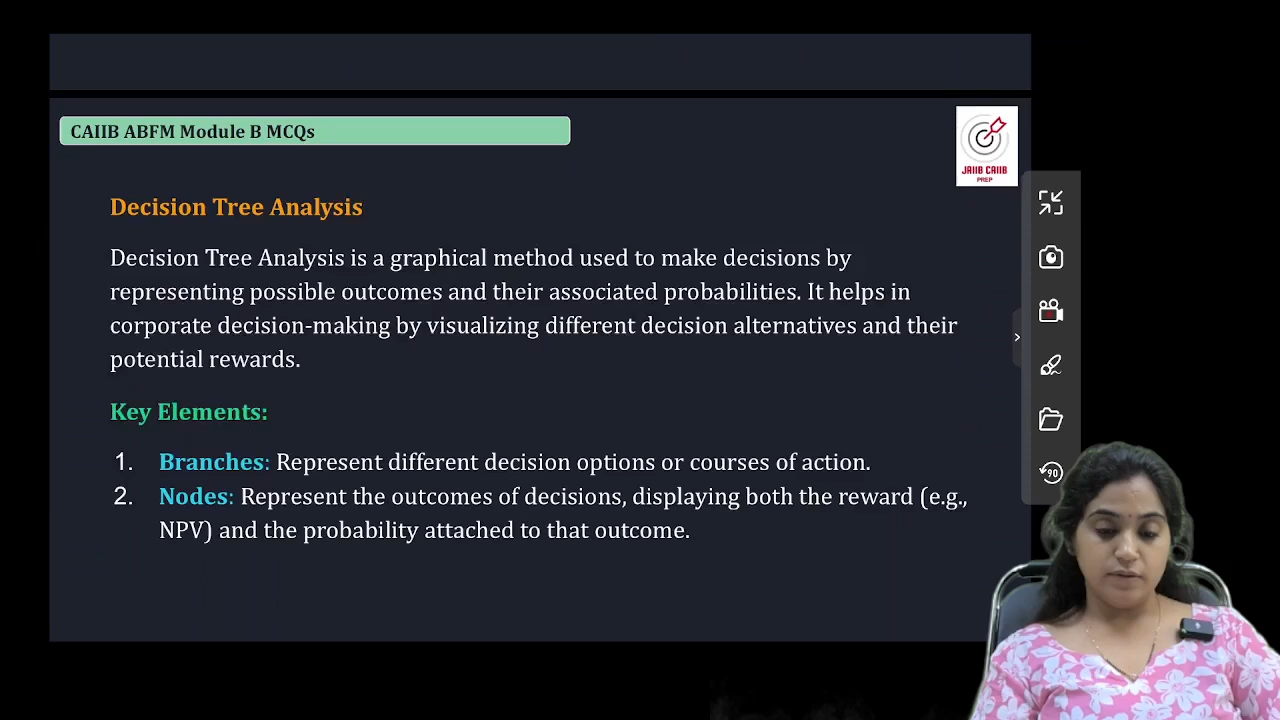 CAIIB ABFM Module B MCQs
JAIIB CAIIB
PREP
Decision Tree Analysis
Decision Tree Analysis is a graphical method used to make decisions by
representing possible outcomes and their associated probabilities. It helps in
corporate decision-making by visualizing different decision alternatives and their
potential rewards.
Key Elements:
1. Branches: Represent different decision options or courses of action.
2. Nodes: Represent the outcomes of decisions, displaying both the reward (e.g.,
NPV) and the probability attached to that outcome.
90